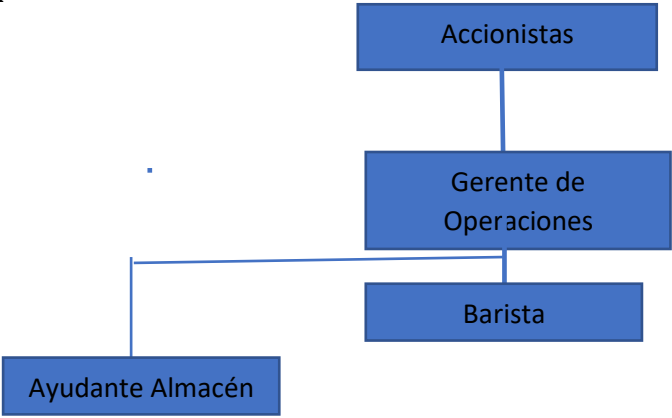 Accionistas
Gerente de
Operaciones
Barista
Ayudante Almacén